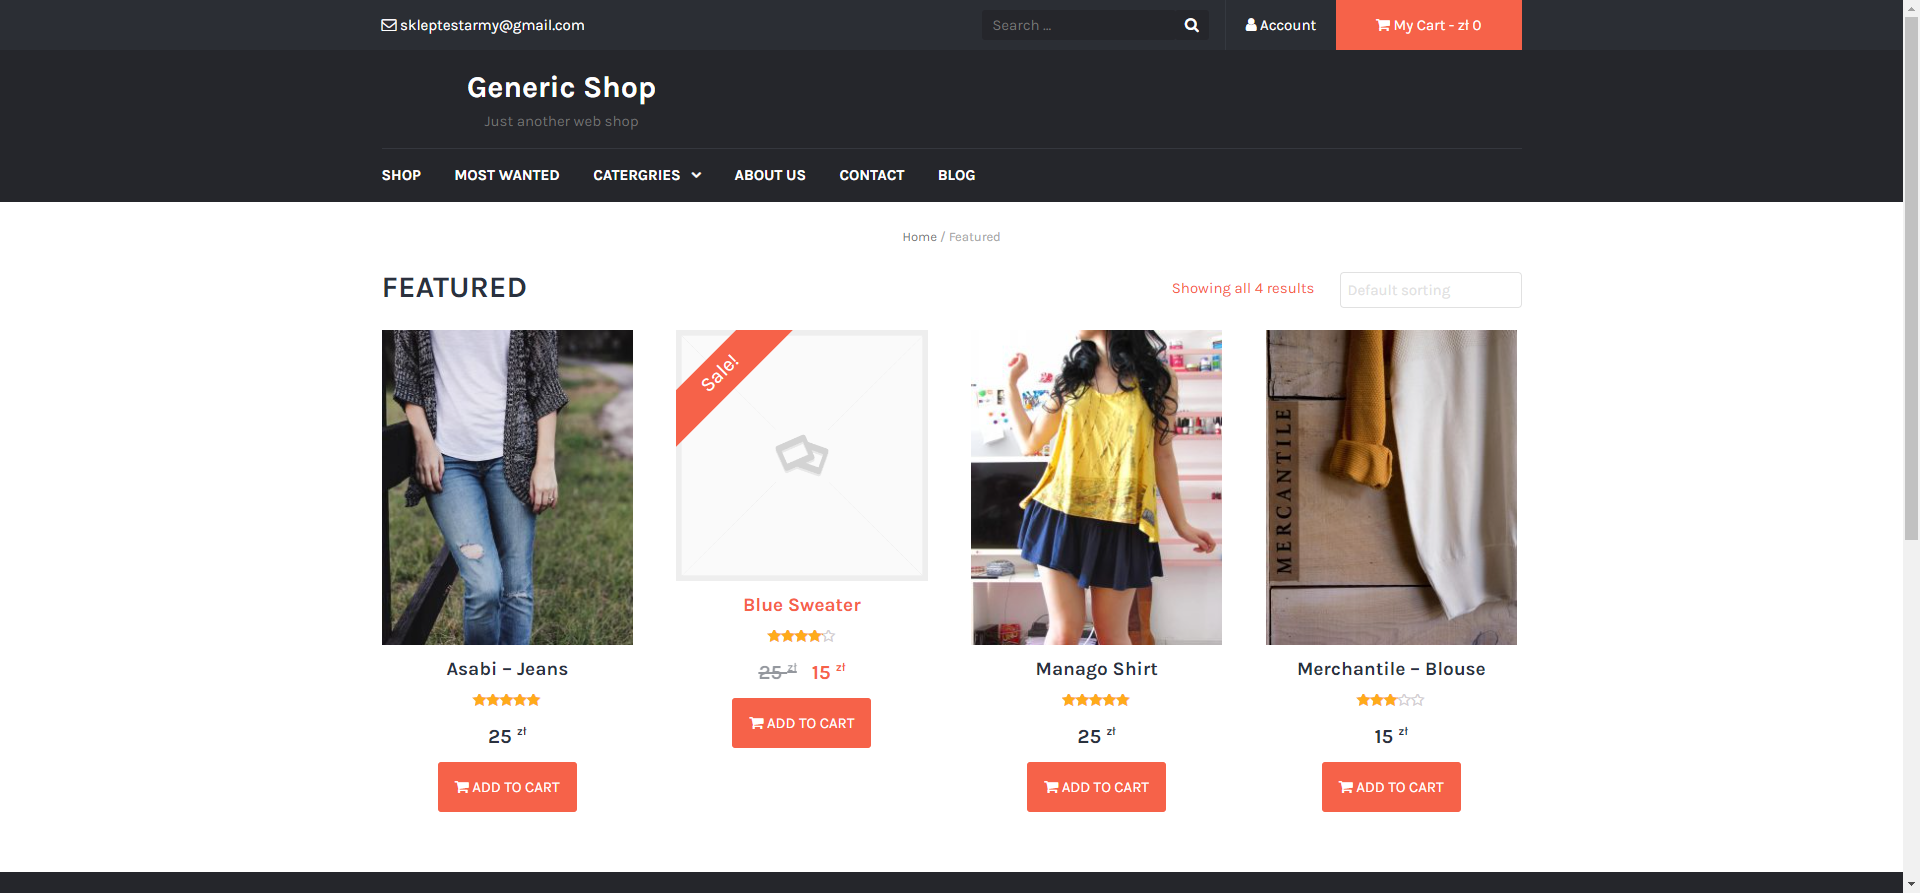 skleptestarmy@gmail.com
Search ...
Account
My Cart - zł 0
Generic Shop
Just another web shop
SHOP MOST WANTED CATERGRIES ABOUT US CONTACT BLOG
Home / Featured
FEATURED
Showing all 4 results
Default sorting
Sale!
MERCANTILE
Asabi – Jeans
25 zł
ADD TO CART
Blue Sweater
25 zł 15 zł
ADD TO CART
Manago Shirt
25 zł
ADD TO CART
Merchantile – Blouse
15 zł
ADD TO CART